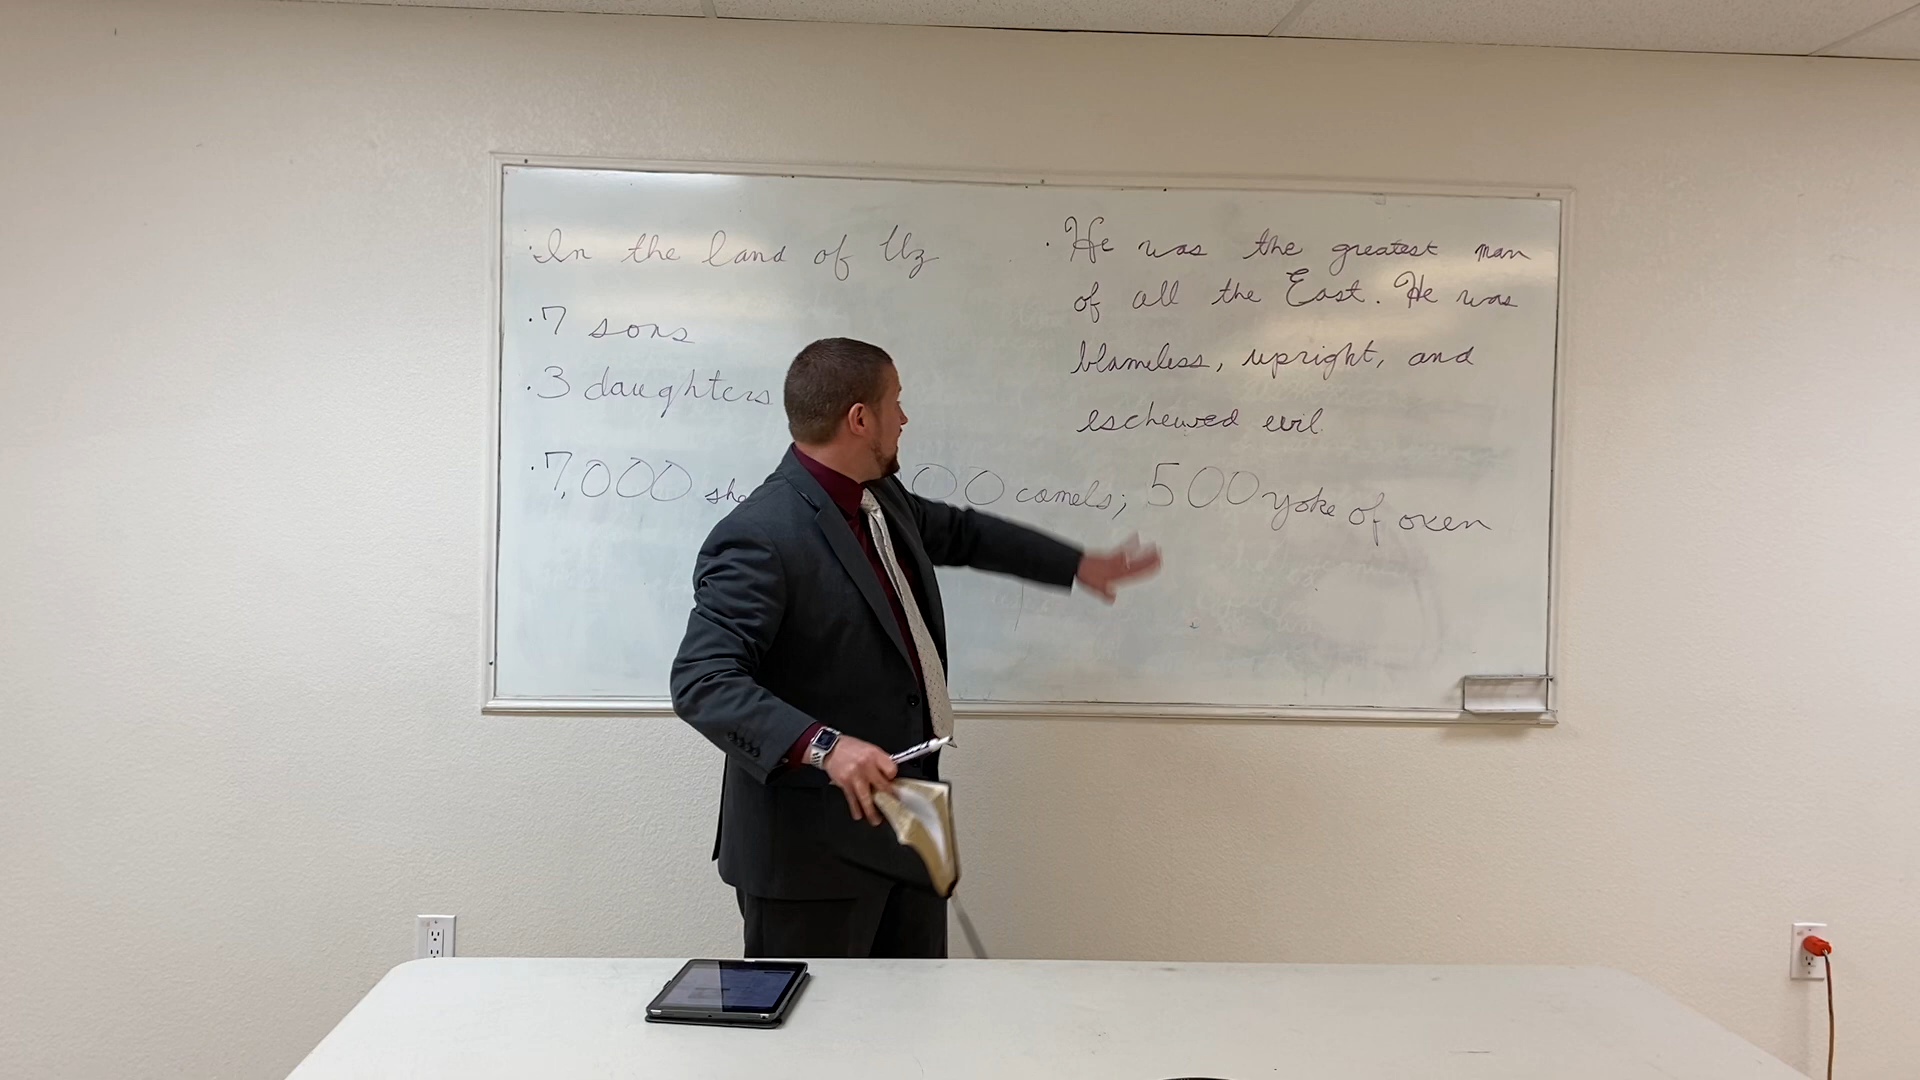 · In the land of Uz
· 7 sons
· 3 daughters
· 7,000 00 camels; 500 yoke of oxen
· He was the greatest man
of all the East. He was
blameless, upright, and
eschewed evil.